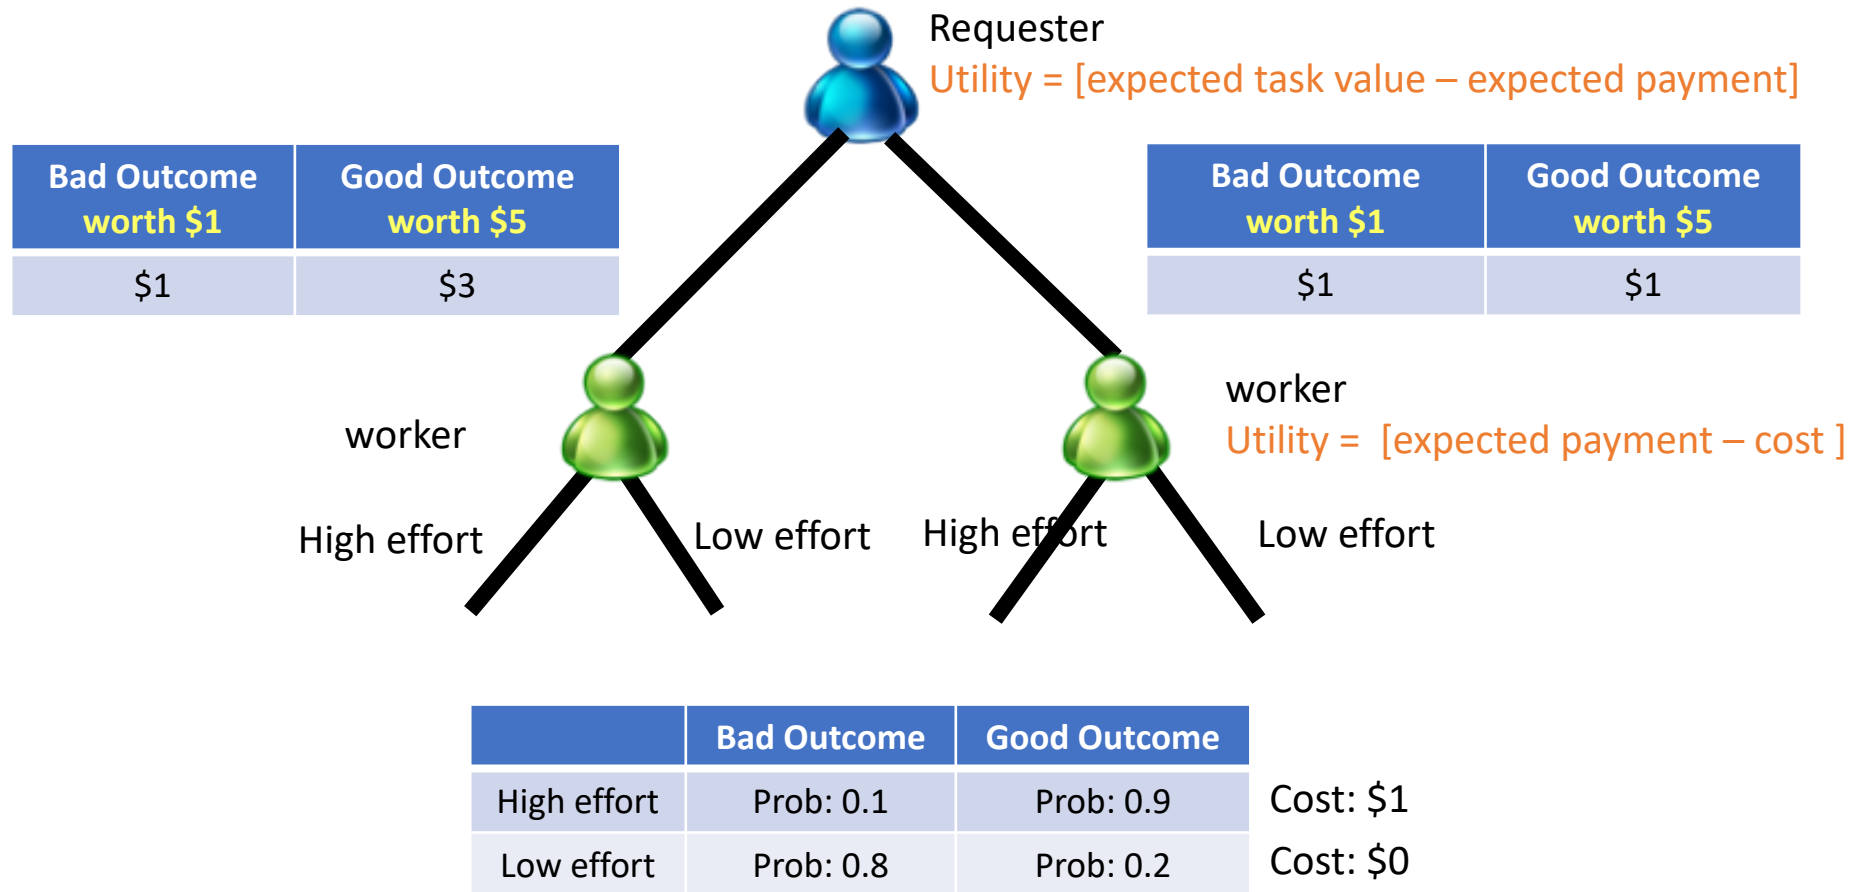 Requester
Utility = [expected task value – expected payment]
Bad Outcome worth $1 Good Outcome worth $5
$1 $3
Bad Outcome worth $1 Good Outcome worth $5
$1 $1
worker
worker
Utility = [expected payment – cost ]
High effort
Low effort
High effort
Low effort
Bad Outcome Good Outcome
High effort Prob: 0.1 Prob: 0.9 Cost: $1
Low effort Prob: 0.8 Prob: 0.2 Cost: $0